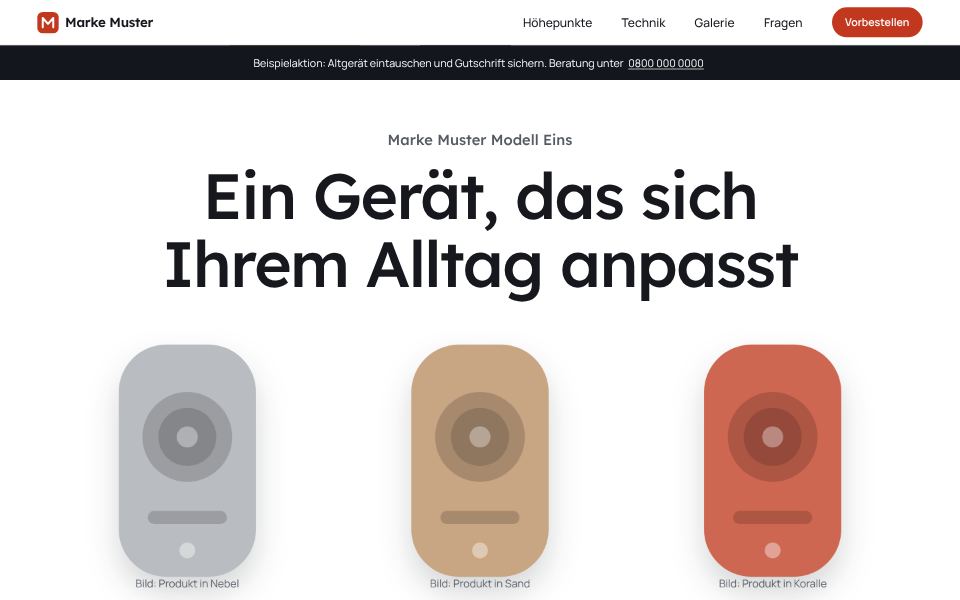 Marke Muster
Höhepunkte Technik Galerie Fragen Vorbestellen
Beispielaktion: Altgerät eintauschen und Gutschrift sichern. Beratung unter 0800 000 0000
Marke Muster Modell Eins
Ein Gerät, das sich
Ihrem Alltag anpasst
Bild: Produkt in Nebel
Bild: Produkt in Sand
Bild: Produkt in Koralle